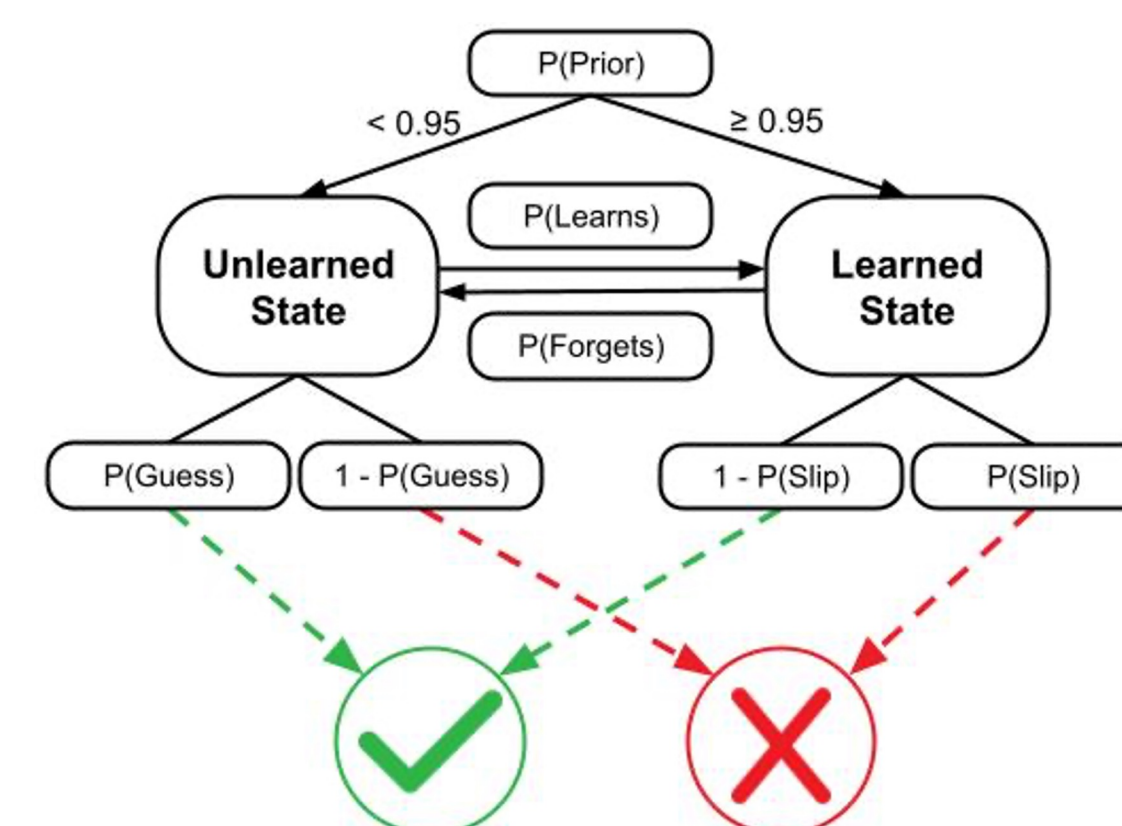 P(Prior)
< 0.95
≥ 0.95
P(Learns)
Unlearned
State
Learned
State
P(Forgets)
P(Guess)
1 - P(Guess)
1 - P(Slip)
P(Slip)